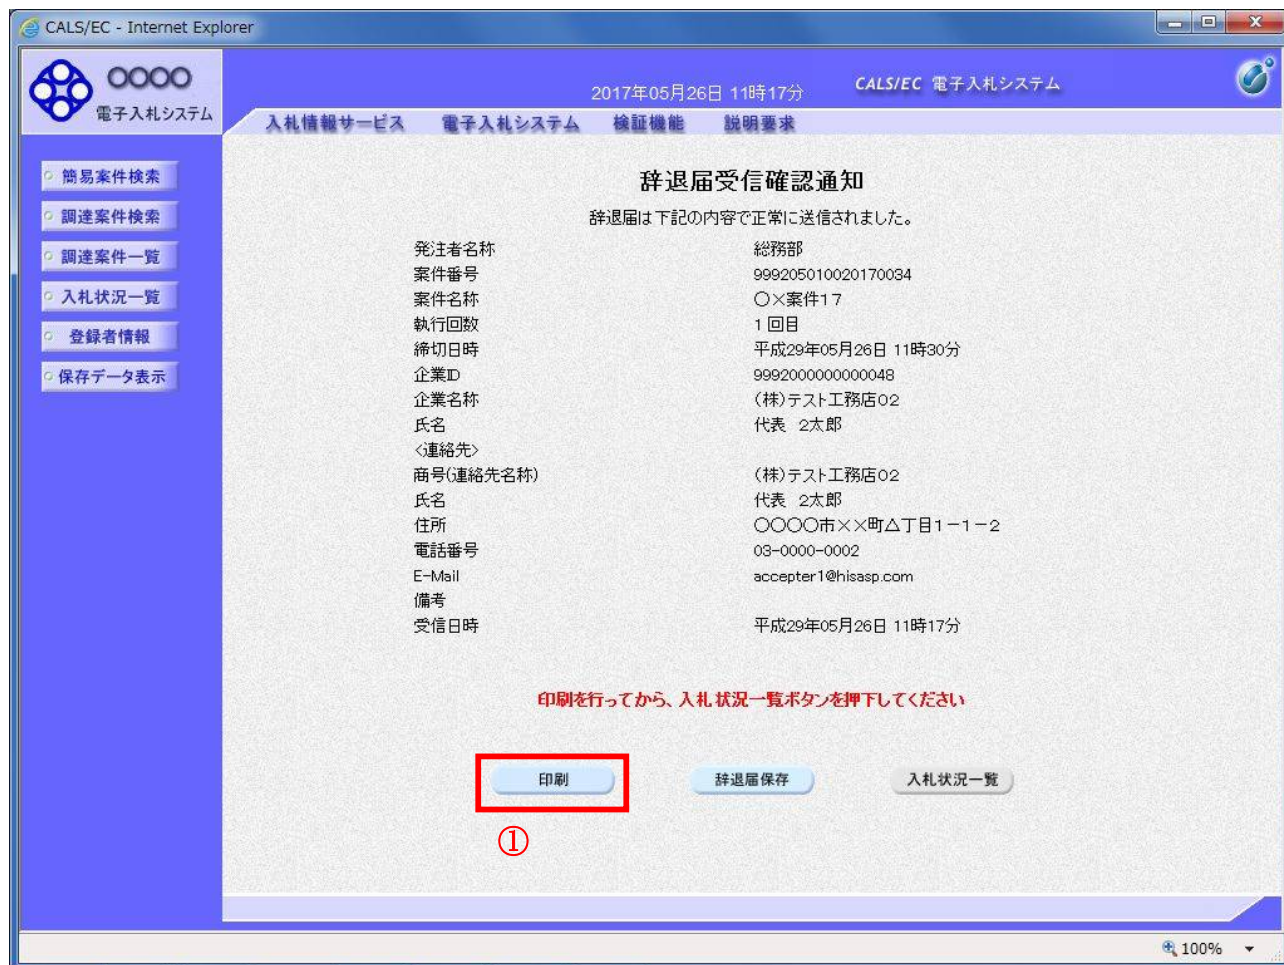 CALS/EC - Internet Explorer
○○○○
電子入札システム
2017年05月26日 11時17分
CALS/EC 電子入札システム
入札情報サービス 電子入札システム 検証機能 説明要求
簡易案件検索
調達案件検索
調達案件一覧
入札状況一覧
登録者情報
保存データ表示
辞退届受信確認通知
辞退届は下記の内容で正常に送信されました。
発注者名称 総務部
案件番号 999205010020170034
案件名称 ○×案件17
執行回数 1回目
締切日時 平成29年05月26日 11時30分
企業ID 9992000000000048
企業名称 (株)テスト工務店02
氏名 代表 2太郎
<連絡先>
商号(連絡先名称) (株)テスト工務店02
氏名 代表 2太郎
住所 ○○○○市××町△丁目1-1-2
電話番号 03-0000-0002
E-Mail accepter1@hisasp.com
備考
受信日時 平成29年05月26日 11時17分
印刷を行ってから、入札状況一覧ボタンを押下してください
印刷 辞退届保存 入札状況一覧
①
100%